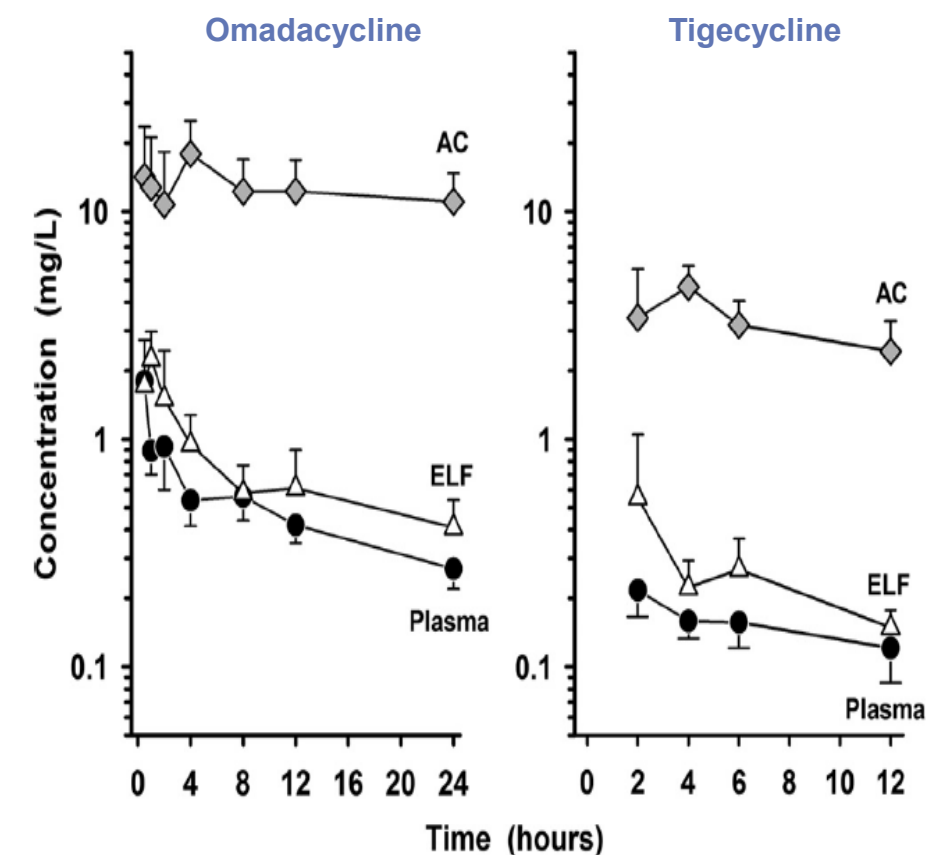 Omadacycline
Tigecycline
Concentration (mg/L)
10
1
0.1
AC
ELF
Plasma
0 4 8 12 16 20 24
10
1
0.1
AC
ELF
Plasma
0 2 4 6 8 10 12
Time (hours)